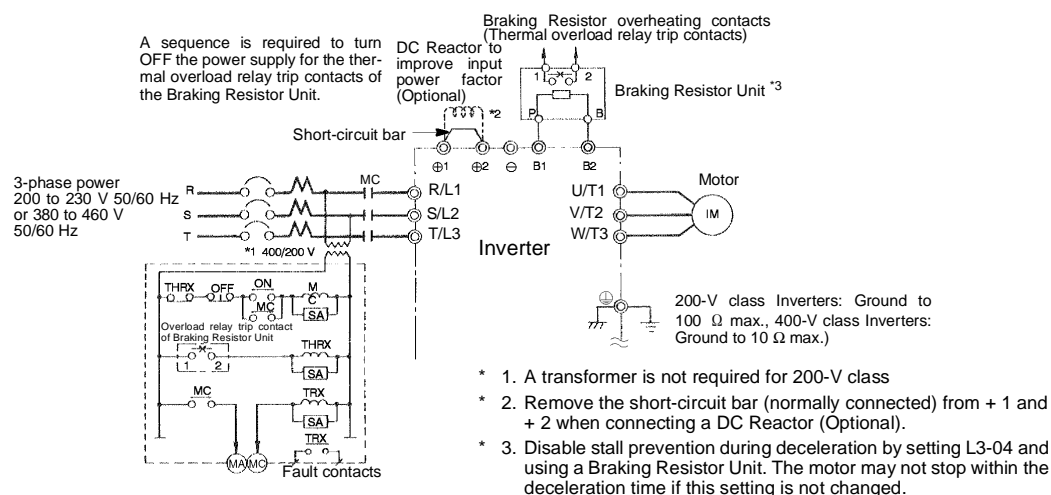 Braking Resistor overheating contacts
(Thermal overload relay trip contacts)
A sequence is required to turn
OFF the power supply for the ther-
mal overload relay trip contacts of
the Braking Resistor Unit.
DC Reactor to
improve input
power factor
(Optional)
1 2
Braking Resistor Unit *3
P B
*2
Short-circuit bar
⊕1 ⊕2 ⊖ B1 B2
3-phase power
200 to 230 V 50/60 Hz
or 380 to 460 V
50/60 Hz
R
S
T
MC
R/L1
S/L2
T/L3
U/T1
V/T2
W/T3
Motor
IM
Inverter
*1 400/200 V
THRX OFF ON
MC
M
C
SA
Overload relay trip contact
of Braking Resistor Unit
1 2
THRX
SA
MC
TRX
SA
TRX
MA MC
Fault contacts
200-V class Inverters: Ground to
100 Ω max., 400-V class Inverters:
Ground to 10 Ω max.)
* 1. A transformer is not required for 200-V class
* 2. Remove the short-circuit bar (normally connected) from + 1 and
+ 2 when connecting a DC Reactor (Optional).
* 3. Disable stall prevention during deceleration by setting L3-04 and
using a Braking Resistor Unit. The motor may not stop within the
deceleration time if this setting is not changed.